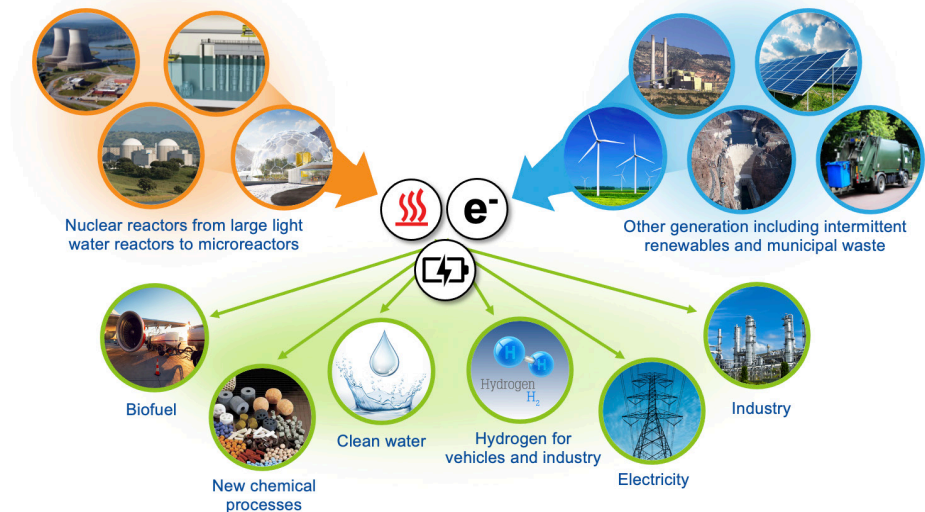 Nuclear reactors from large light
water reactors to microreactors
Other generation including intermittent
renewables and municipal waste
e-
Biofuel
New chemical
processes
Clean water
H
H
Hydrogen
H2
Hydrogen for
vehicles and industry
Electricity
Industry